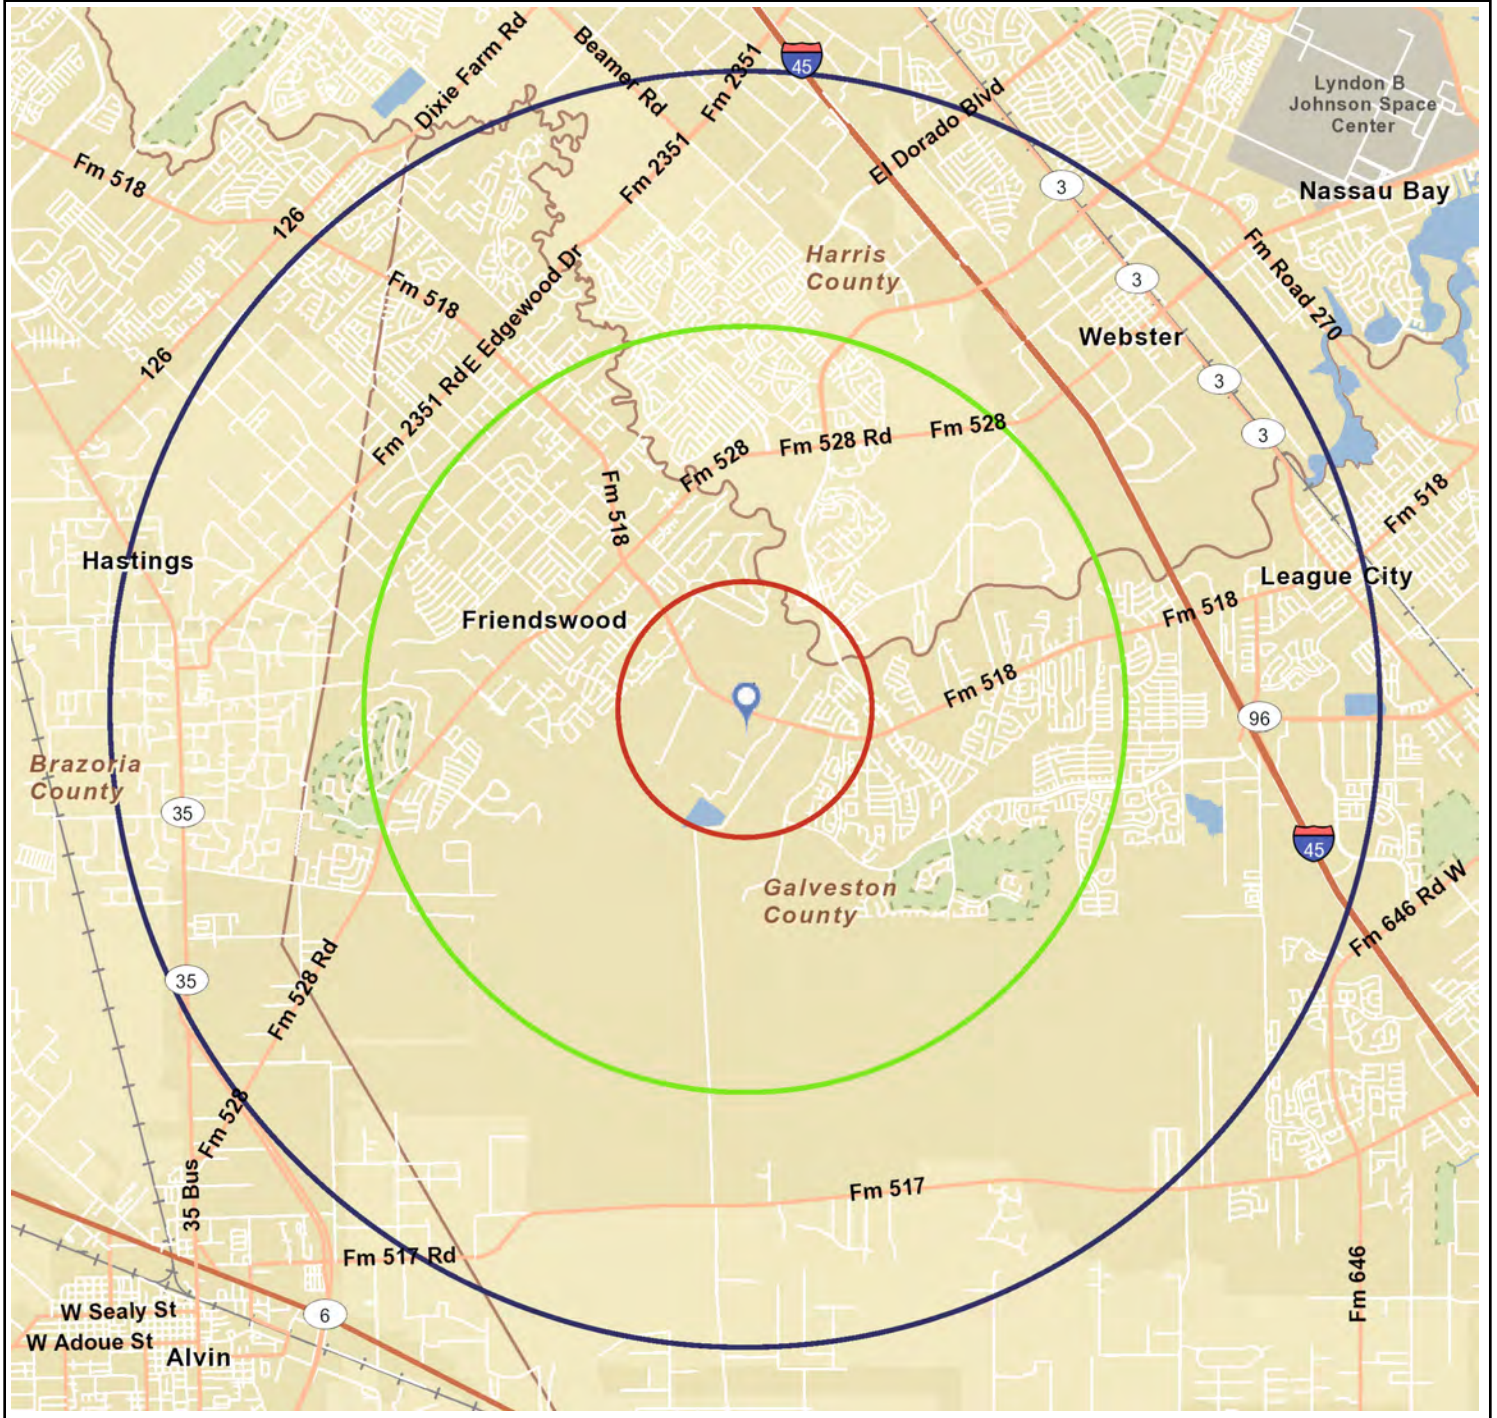 Dixie Farm Rd
Beamer Rd
Fm 2351
45
Lyndon B
Johnson Space
Center
El Dorado Blvd
Fm 518
Fm 2351
3
Nassau Bay
126
E Edgewood Dr
Harris
County
Fm Road 270
3
Fm 518
Webster
126
3
Fm 2351 Rd
Fm 528
Fm 528 Rd
Fm 528
3
Fm 518
Fm 518
Hastings
League City
Friendswood
Fm 518
Fm 518
96
Brazoria
County
35
45
Galveston
County
Fm 646 Rd W
35
Fm 528 Rd
Fm 528
35 Bus
Fm 517
Fm 517 Rd
Fm 646
W Sealy St
6
W Adoue St
Alvin